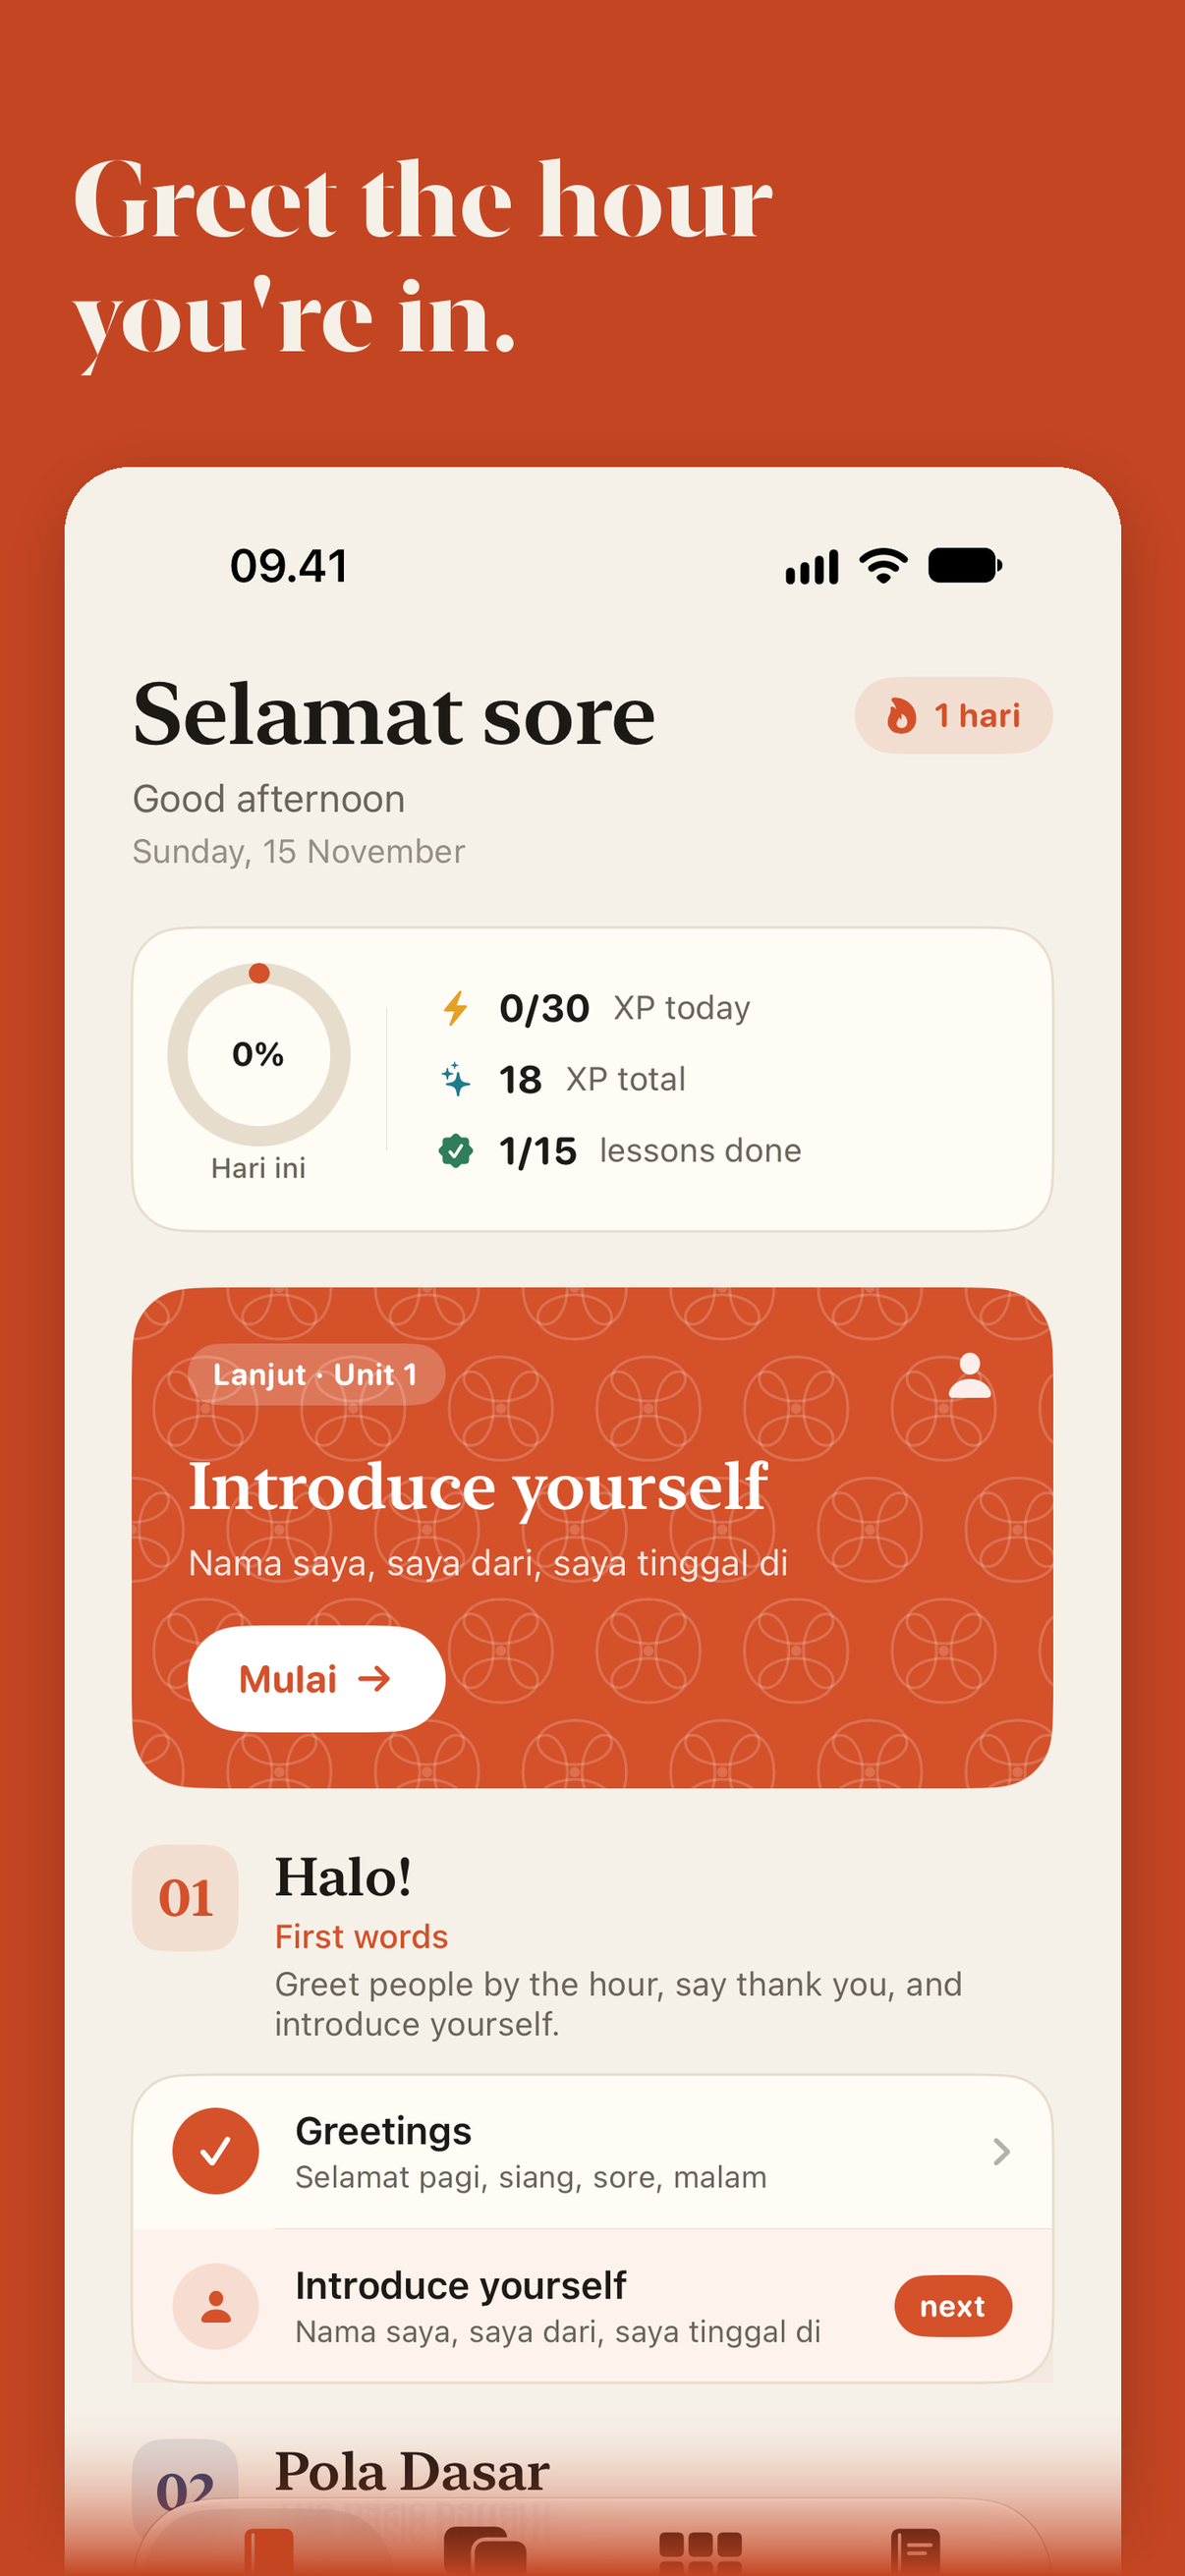 Greet the hour
you're in.
09.41
Selamat sore
1 hari
Good afternoon
Sunday, 15 November
0%
Hari ini
0/30 XP today
18 XP total
1/15 lessons done
Lanjut · Unit 1
Introduce yourself
Nama saya, saya dari, saya tinggal di
Mulai →
01
Halo!
First words
Greet people by the hour, say thank you, and
introduce yourself.
Greetings
Selamat pagi, siang, sore, malam
Introduce yourself
Nama saya, saya dari, saya tinggal di
next
02
Pola Dasar